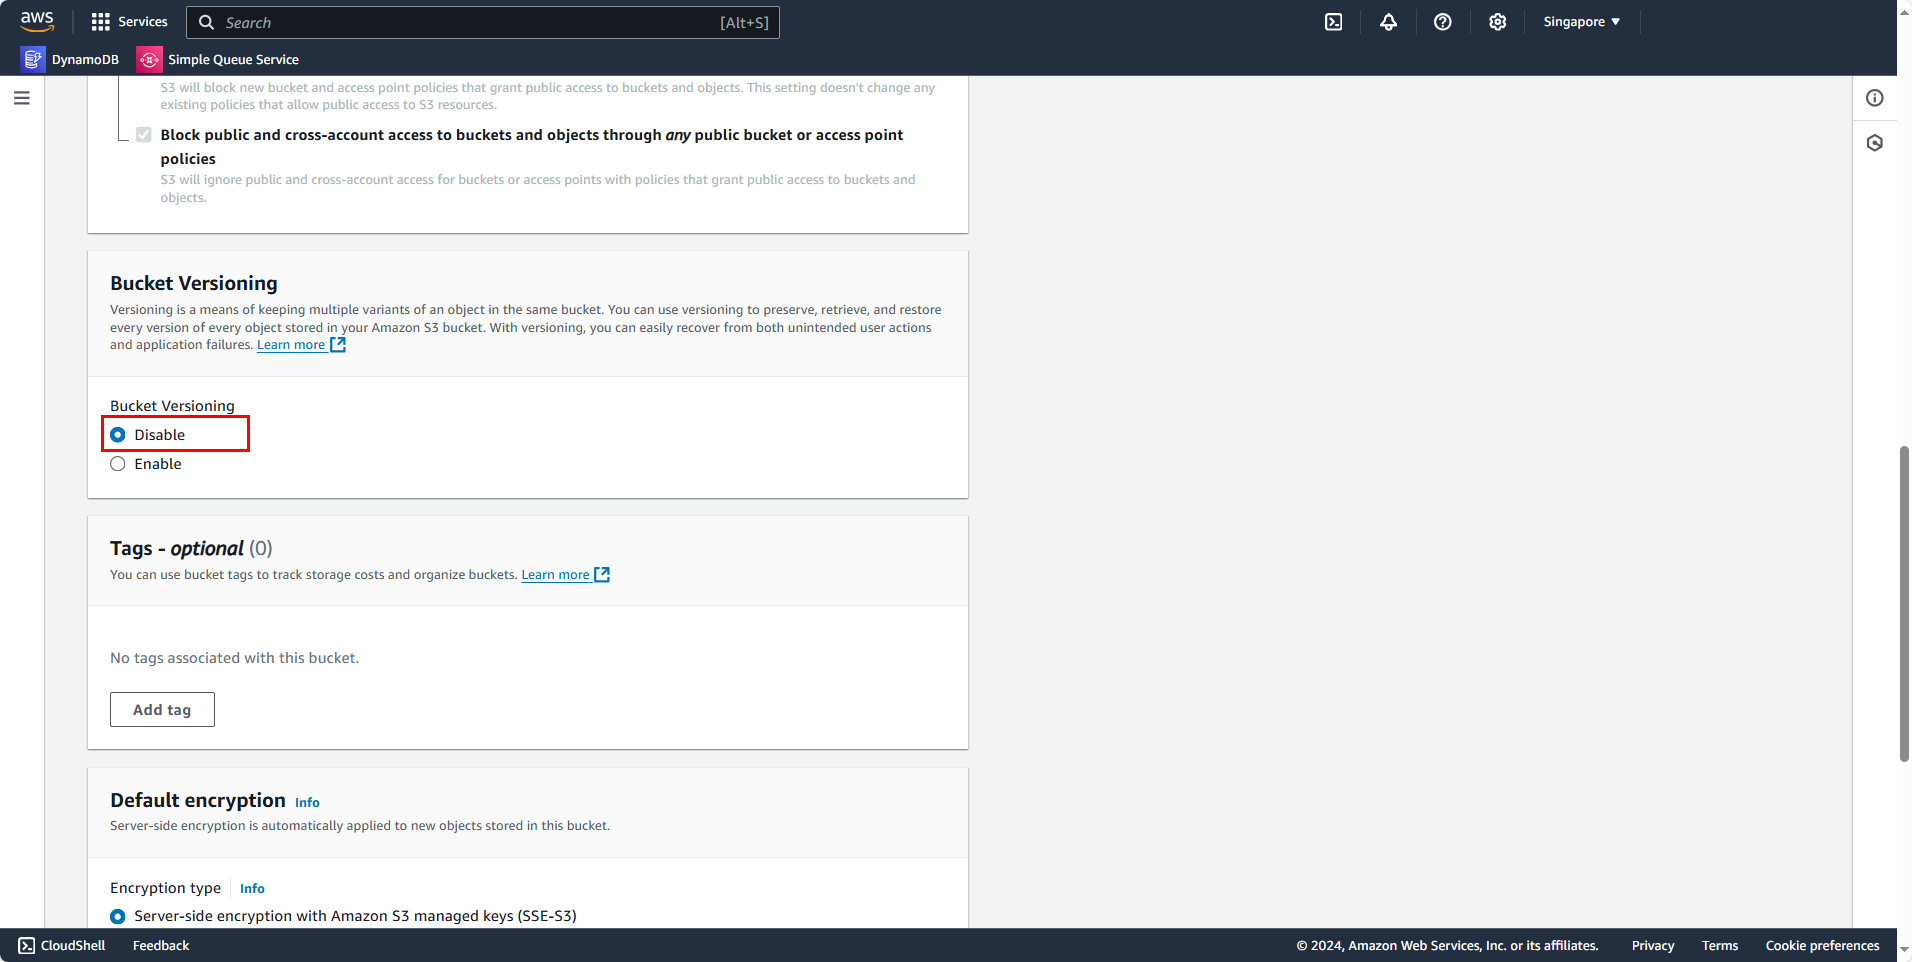 aws
Services
Search
[Alt+S]
Singapore
DynamoDB
Simple Queue Service
S3 will block new bucket and access point policies that grant public access to buckets and objects. This setting doesn't change any
existing policies that allow public access to S3 resources.
Block public and cross-account access to buckets and objects through any public bucket or access point
policies
S3 will ignore public and cross-account access for buckets or access points with policies that grant public access to buckets and
objects.
Bucket Versioning
Versioning is a means of keeping multiple variants of an object in the same bucket. You can use versioning to preserve, retrieve, and restore
every version of every object stored in your Amazon S3 bucket. With versioning, you can easily recover from both unintended user actions
and application failures. Learn more
Bucket Versioning
Disable
Enable
Tags - optional (0)
You can use bucket tags to track storage costs and organize buckets. Learn more
No tags associated with this bucket.
Add tag
Default encryption Info
Server-side encryption is automatically applied to new objects stored in this bucket.
Encryption type Info
Server-side encryption with Amazon S3 managed keys (SSE-S3)
CloudShell
Feedback
© 2024, Amazon Web Services, Inc. or its affiliates.
Privacy
Terms
Cookie preferences